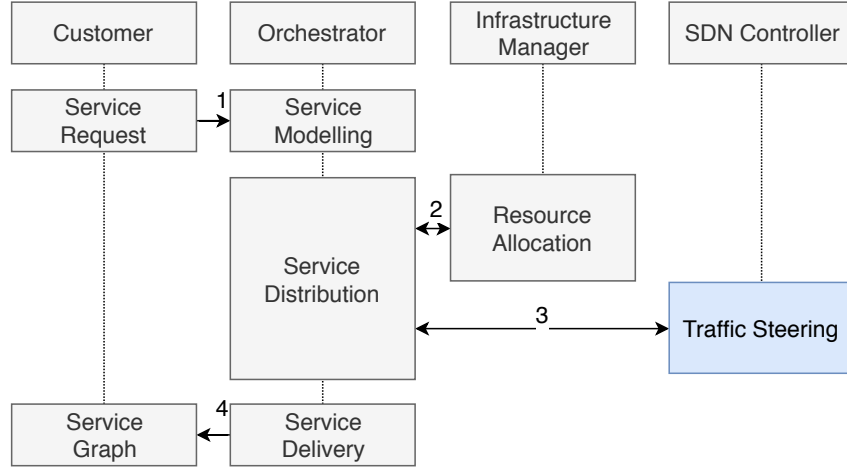 Customer
Orchestrator
Infrastructure
Manager
SDN Controller
Service
Request
1
Service
Modelling
Service
Distribution
2
Resource
Allocation
3
Traffic Steering
Service
Graph
4
Service
Delivery